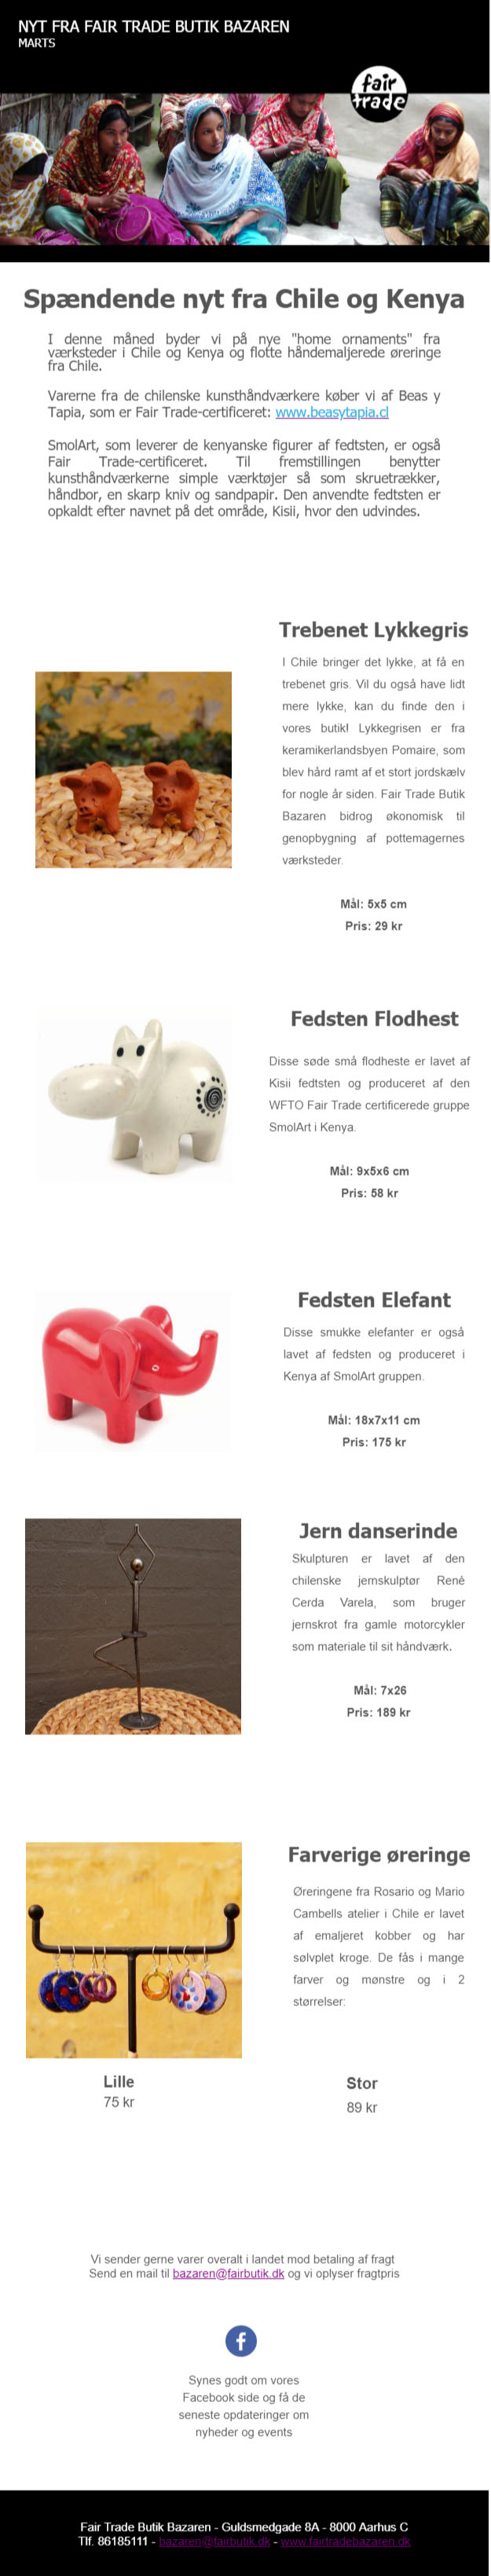 NYT FRA FAIR TRADE BUTIK BAZAREN
MARTS
fair
trade
Spændende nyt fra Chile og Kenya
I denne måned byder vi på nye "home ornaments" fra
værksteder i Chile og Kenya og flotte håndemaljerede øreringe
fra Chile.
Varerne fra de chilenske kunsthåndværkere køber vi af Beas y
Tapia, som er Fair Trade-certificeret: www.beasytapia.cl
SmolArt, som leverer de kenyanske figurer af fedtsten, er også
Fair Trade-certificeret. Til fremstillingen benytter
kunsthåndværkerne simple værktøjer så som skruetrækker,
håndbor, en skarp kniv og sandpapir. Den anvendte fedtsten er
opkaldt efter navnet på det område, Kisii, hvor den udvindes.
Trebenet Lykkegris
I Chile bringer det lykke, at få en
trebenet gris. Vil du også have lidt
mere lykke, kan du finde den i
vores butik! Lykkegrisen er fra
keramikerlandsbyen Pomaire, som
blev hård ramt af et stort jordskælv
for nogle år siden. Fair Trade Butik
Bazaren bidrog økonomisk til
genopbygning af pottemagernes
værksteder.
Mål: 5x5 cm
Pris: 29 kr
Fedsten Flodhest
Disse søde små flodheste er lavet af
Kisii fedtsten og produceret af den
WFTO Fair Trade certificerede gruppe
SmolArt i Kenya.
Mål: 9x5x6 cm
Pris: 58 kr
Fedsten Elefant
Disse smukke elefanter er også
lavet af fedsten og produceret i
Kenya af SmolArt gruppen.
Mål: 18x7x11 cm
Pris: 175 kr
Jern danserinde
Skulpturen er lavet af den
chilenske jernskulptør René
Cerda Varela, som bruger
jernskrot fra gamle motorcykler
som materiale til sit håndværk.
Mål: 7x26
Pris: 189 kr
Farverige øreringe
Øreringene fra Rosario og Mario
Cambells atelier i Chile er lavet
af emaljeret kobber og har
sølvplet kroge. De fås i mange
farver og mønstre og i 2
størrelser:
Lille
75 kr
Stor
89 kr
Vi sender gerne varer overalt i landet mod betaling af fragt
Send en mail til bazaren@fairbutik.dk og vi oplyser fragtpris
Synes godt om vores
Facebook side og få de
seneste opdateringer om
nyheder og events
Fair Trade Butik Bazaren - Guldsmedgade 8A - 8000 Aarhus C
Tlf. 86185111 - bazaren@fairbutik.dk - www.fairtradebazaren.dk